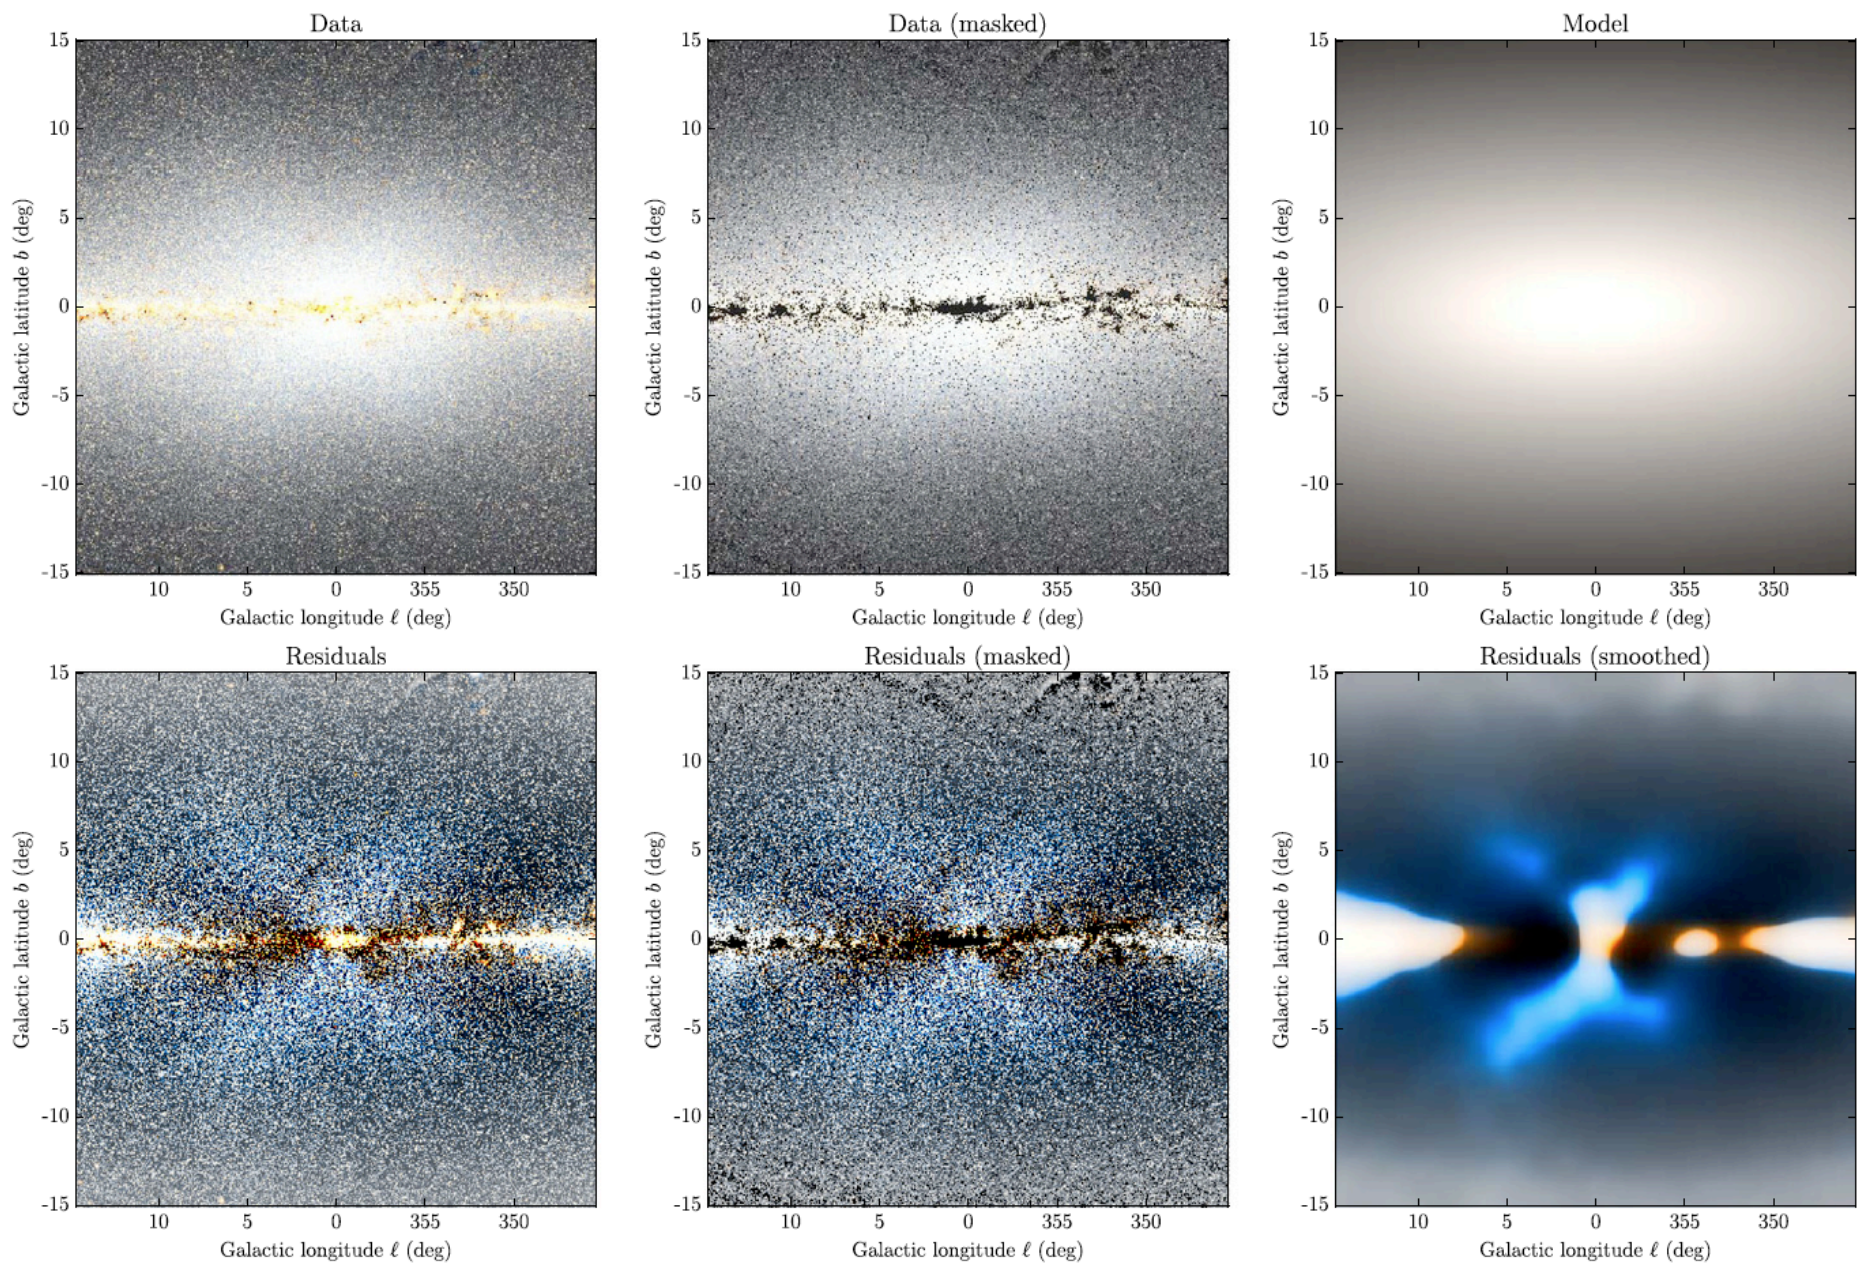 Data
15
10
5
0
-5
-10
-15
Galactic latitude b (deg)
10 5 0 355 350
Galactic longitude ℓ (deg)
Data (masked)
15
10
5
0
-5
-10
-15
Galactic latitude b (deg)
10 5 0 355 350
Galactic longitude ℓ (deg)
Model
15
10
5
0
-5
-10
-15
Galactic latitude b (deg)
10 5 0 355 350
Galactic longitude ℓ (deg)
Residuals
15
10
5
0
-5
-10
-15
Galactic latitude b (deg)
10 5 0 355 350
Galactic longitude ℓ (deg)
Residuals (masked)
15
10
5
0
-5
-10
-15
Galactic latitude b (deg)
10 5 0 355 350
Galactic longitude ℓ (deg)
Residuals (smoothed)
15
10
5
0
-5
-10
-15
Galactic latitude b (deg)
10 5 0 355 350
Galactic longitude ℓ (deg)